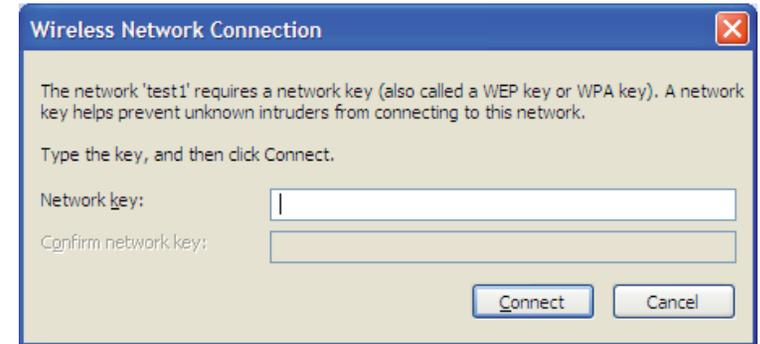 Wireless Network Connection
The network 'test1' requires a network key (also called a WEP key or WPA key). A network
key helps prevent unknown intruders from connecting to this network.
Type the key, and then click Connect.
Network key:
Confirm network key:
Connect Cancel